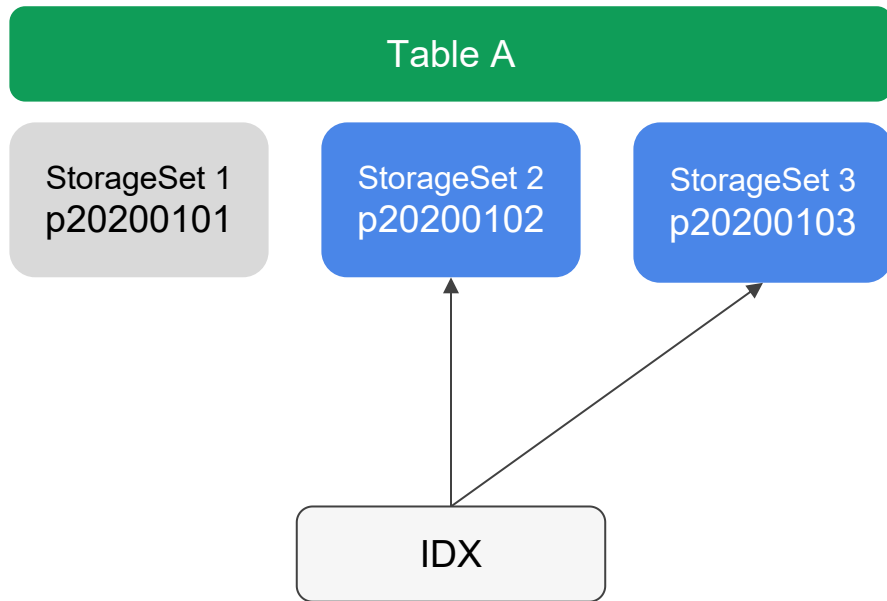 Table A
StorageSet 1
p20200101
StorageSet 2
p20200102
StorageSet 3
p20200103
IDX